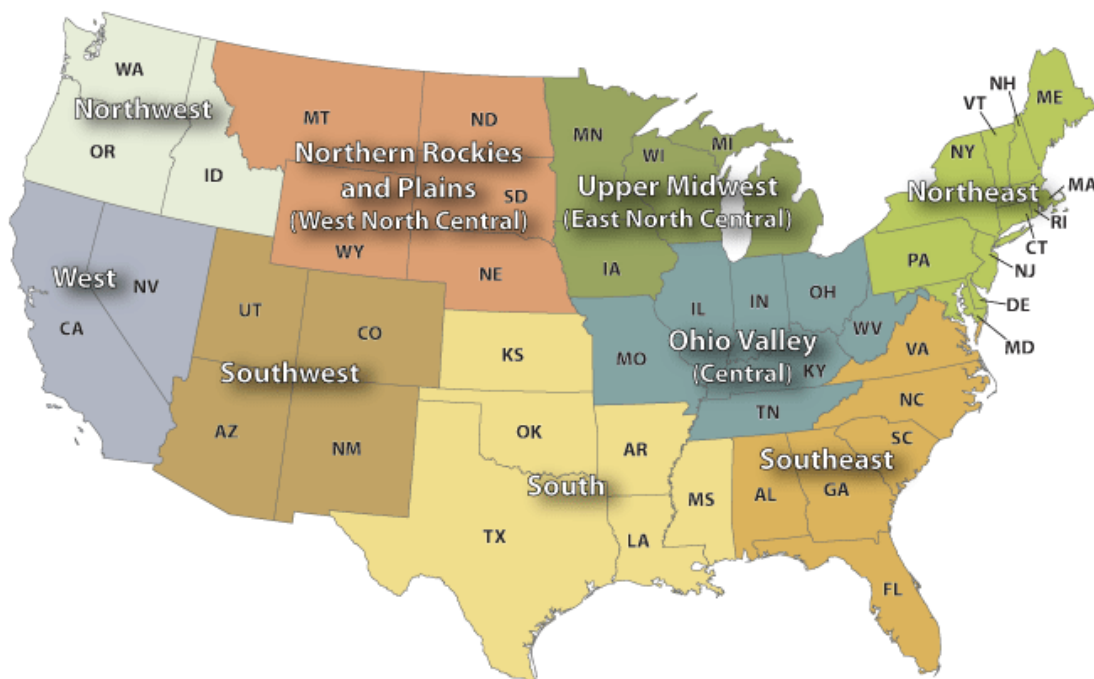 WA
Northwest
OR
ID
MT
ND
Northern Rockies
and Plains
(West North Central)
SD
WY
NE
MN
WI
MI
Upper Midwest
(East North Central)
IA
VT
NH
ME
NY
Northeast
MA
RI
CT
NJ
PA
DE
MD
West
NV
CA
UT
CO
Southwest
AZ
NM
KS
OK
AR
South
TX
LA
MS
IL
IN
OH
WV
Ohio Valley
(Central)
MO
KY
TN
VA
NC
SC
Southeast
AL
GA
FL